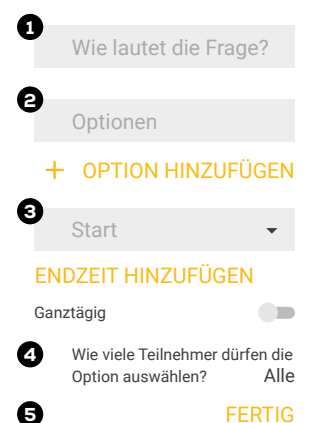 1
Wie lautet die Frage?
2
Optionen
+ OPTION HINZUFÜGEN
3
Start
ENDZEIT HINZUFÜGEN
Ganztägig
4
Wie viele Teilnehmer dürfen die
Option auswählen? Alle
5
FERTIG